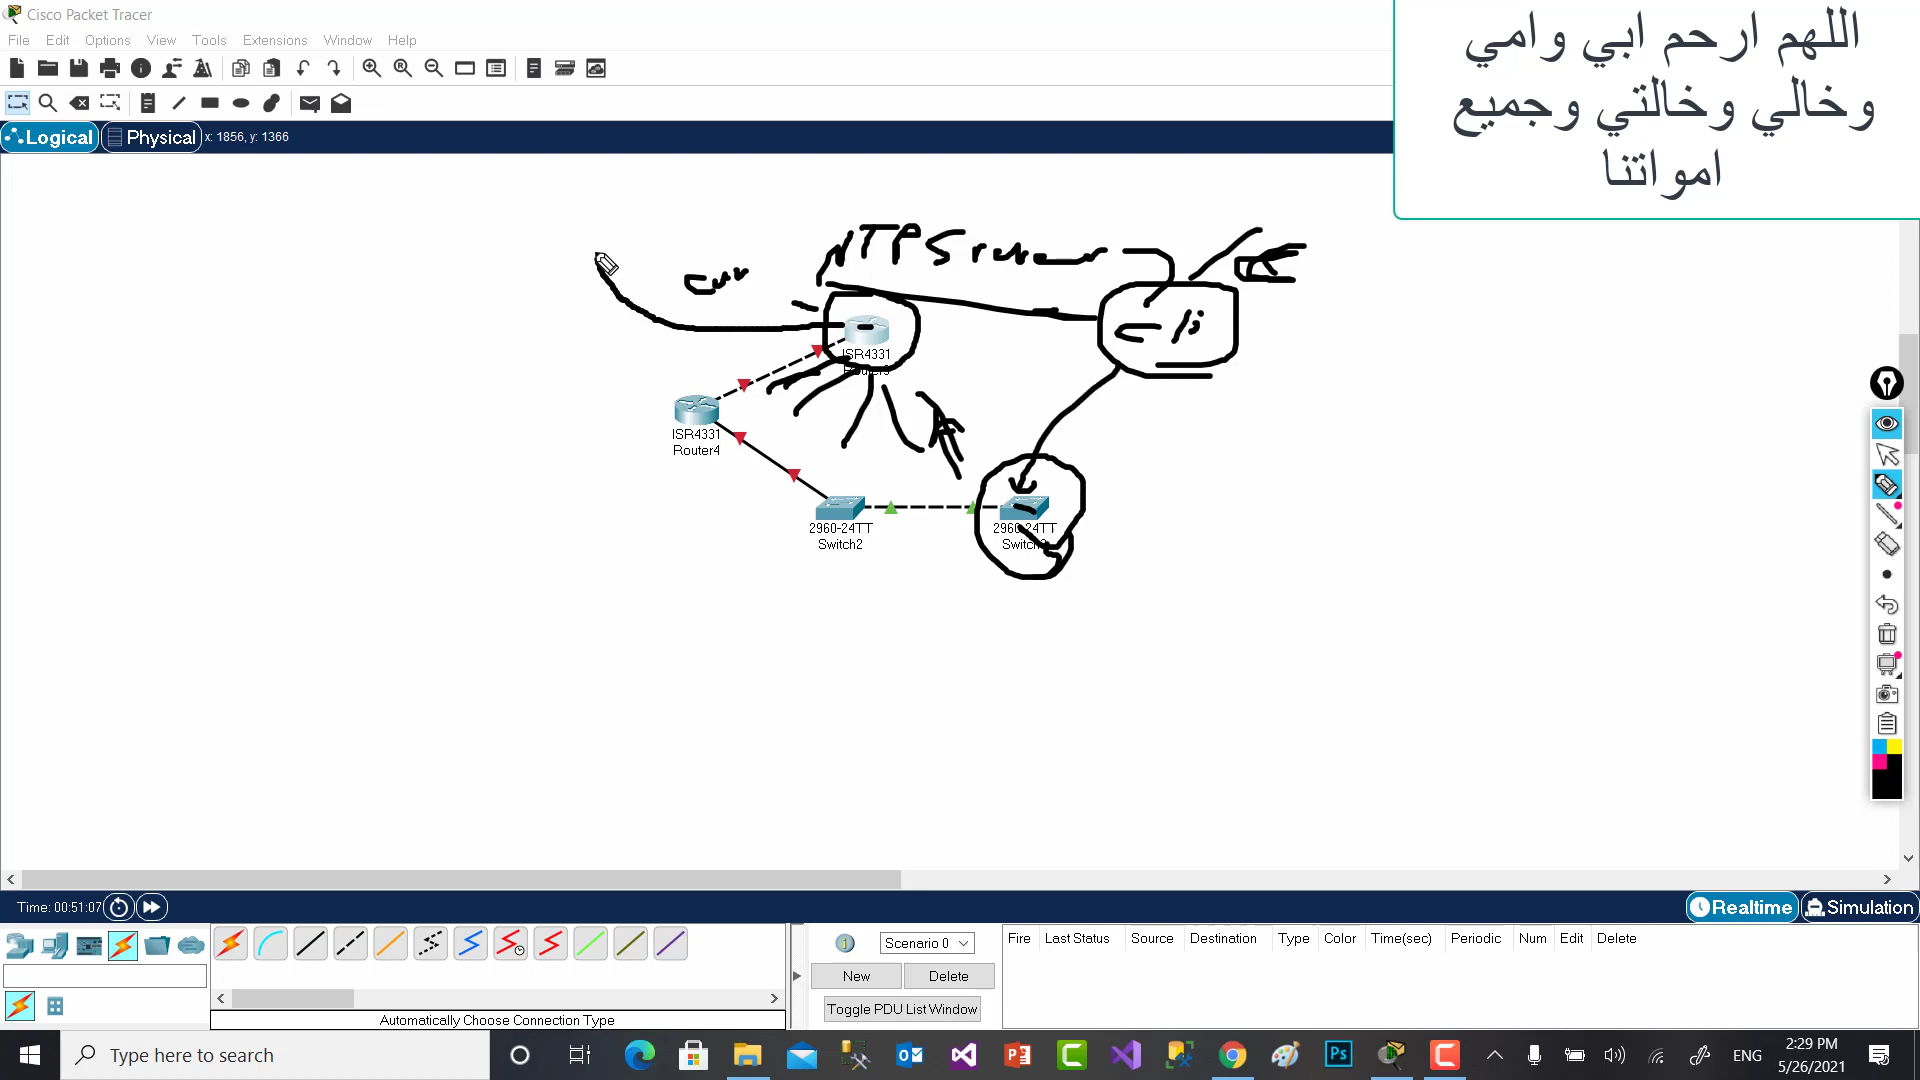 Cisco Packet Tracer
File Edit Options View Tools Extensions Window Help
اللهم ارحم ابي وامي
وخالي وخالتي وجميع
امواتنا
Logical Physical x: 1856, y: 1366
NTP
ISR4331
ISR4331
Router4
2960-24TT
Switch2
2960-24TT
Time: 00:51:07
Realtime Simulation
Scenario 0
New Delete
Toggle PDU List Window
Fire Last Status Source Destination Type Color Time(sec) Periodic Num Edit Delete
Automatically Choose Connection Type
Type here to search
Ps
ENG
2:29 PM
5/26/2021